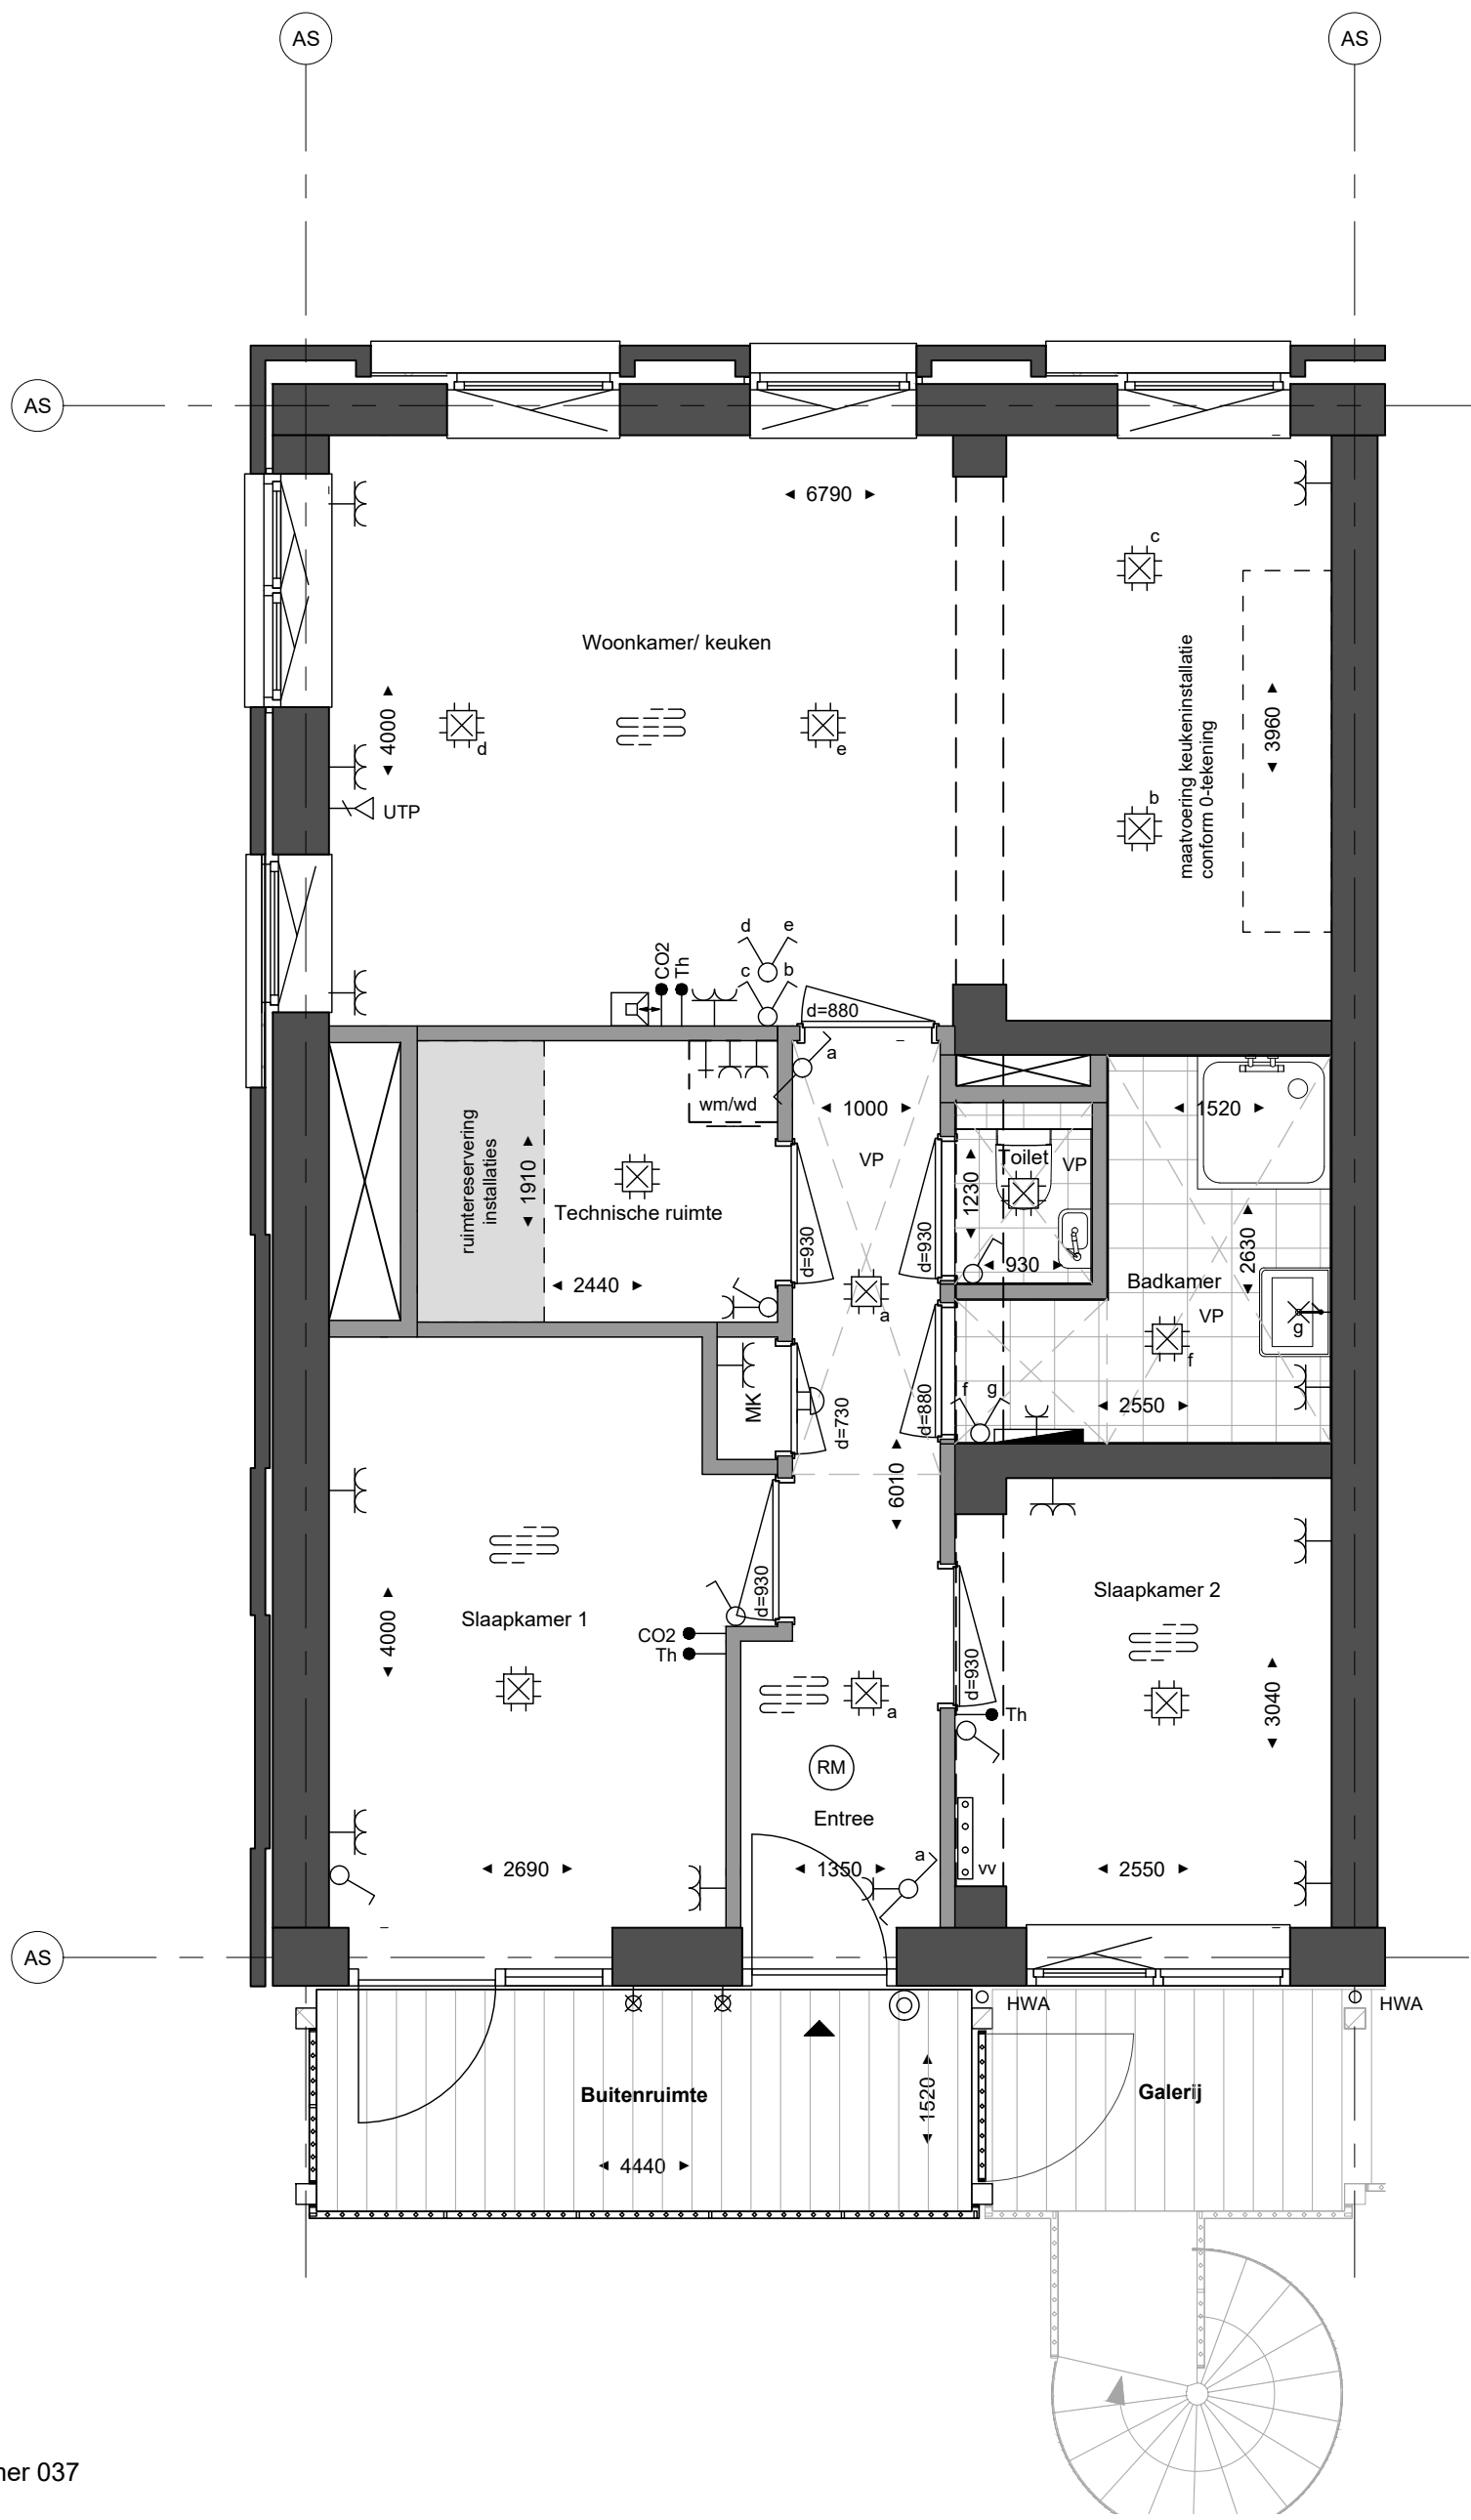 AS
AS
AS
6790
c
Woonkamer/ keuken
4000
d
e
maatvoering keukeninstallatie
conform 0-tekening
3960
b
UTP
d
e
CO2
Th
c
b
d=880
a
wm/wd
1000
1520
ruimtereservering
installaties
1910
VP
Toilet
VP
Technische ruimte
1230
d=930
d=930
930
2630
2440
Badkamer
VP
a
g
f
MK
d=730
d=880
f
g
2550
6010
d=930
Slaapkamer 2
Slaapkamer 1
4000
CO2
Th
d=930
3040
a
Th
RM
Entree
a
2690
1350
vv
2550
AS
HWA
HWA
Buitenruimte
1520
Galerij
4440
037